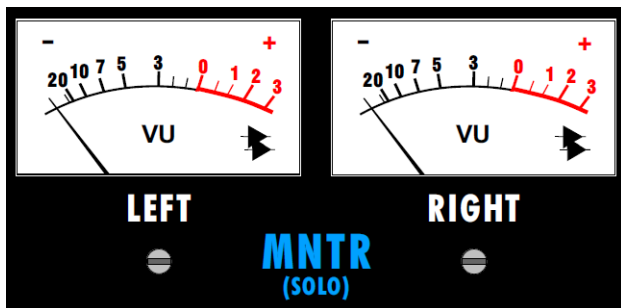 - + - +
20 10 7 5 3 0 1 2 3 20 10 7 5 3 0 1 2 3
VU VU
LEFT RIGHT
MNTR
(SOLO)